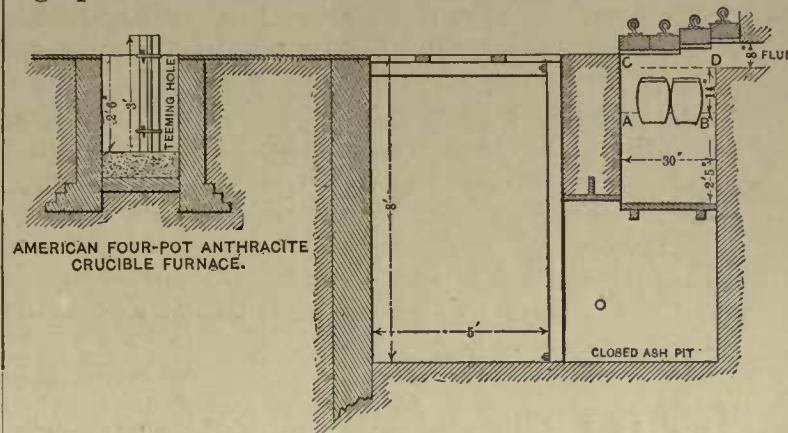 2' 6"
3'
TEEMING HOLE
AMERICAN FOUR-POT ANTHRACITE
CRUCIBLE FURNACE.
8'
5'
C
D
8" FLUE
14"
A
B
30"
2' 5"
CLOSED ASH PIT